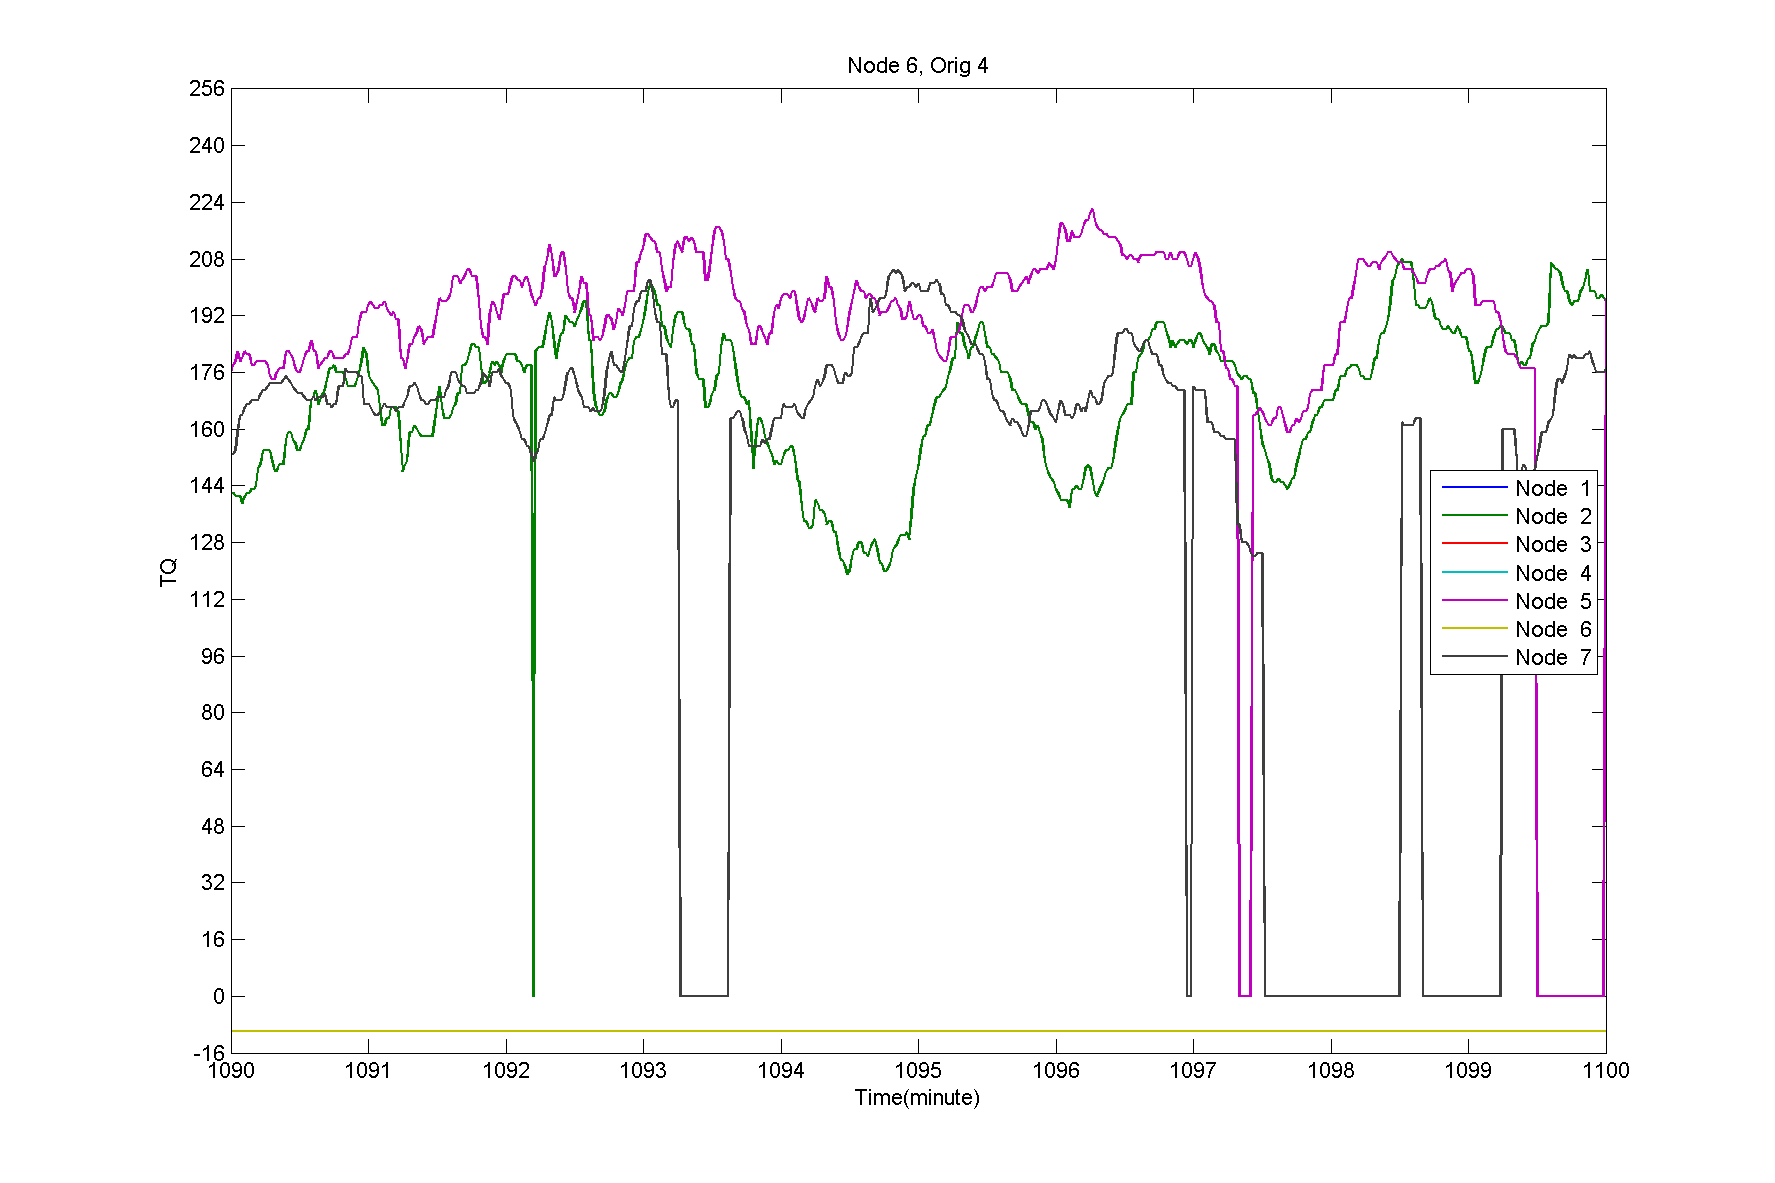 Node 6, Orig 4
256
240
224
208
192
176
160
144
128
112
96
80
64
48
32
16
0
-16
TQ
Node 1
Node 2
Node 3
Node 4
Node 5
Node 6
Node 7
1090 1091 1092 1093 1094 1095 1096 1097 1098 1099 1100
Time(minute)